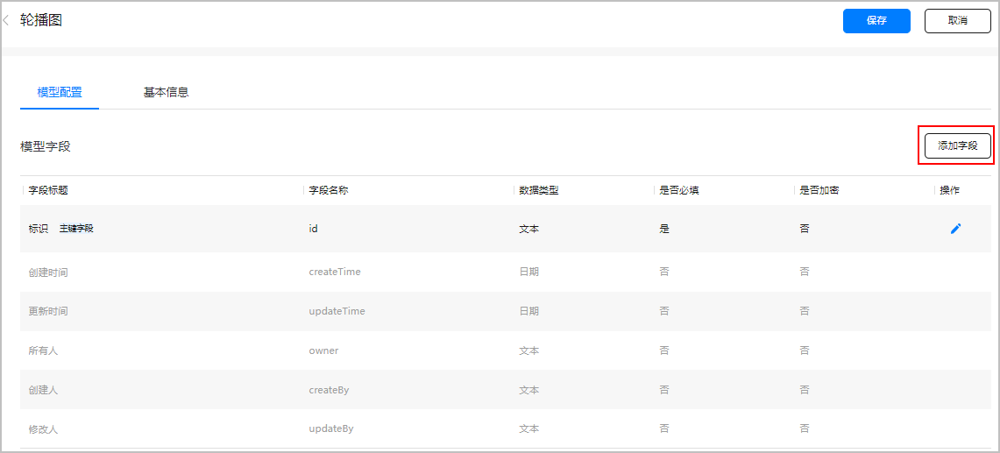 轮播图 保存 取消
模型配置 基本信息
模型字段 添加字段
字段标题 字段名称 数据类型 是否必填 是否加密 操作
标识 主键字段 id 文本 是 否
创建时间 createTime 日期 否 否
更新时间 updateTime 日期 否 否
所有人 owner 文本 否 否
创建人 createBy 文本 否 否
修改人 updateBy 文本 否 否